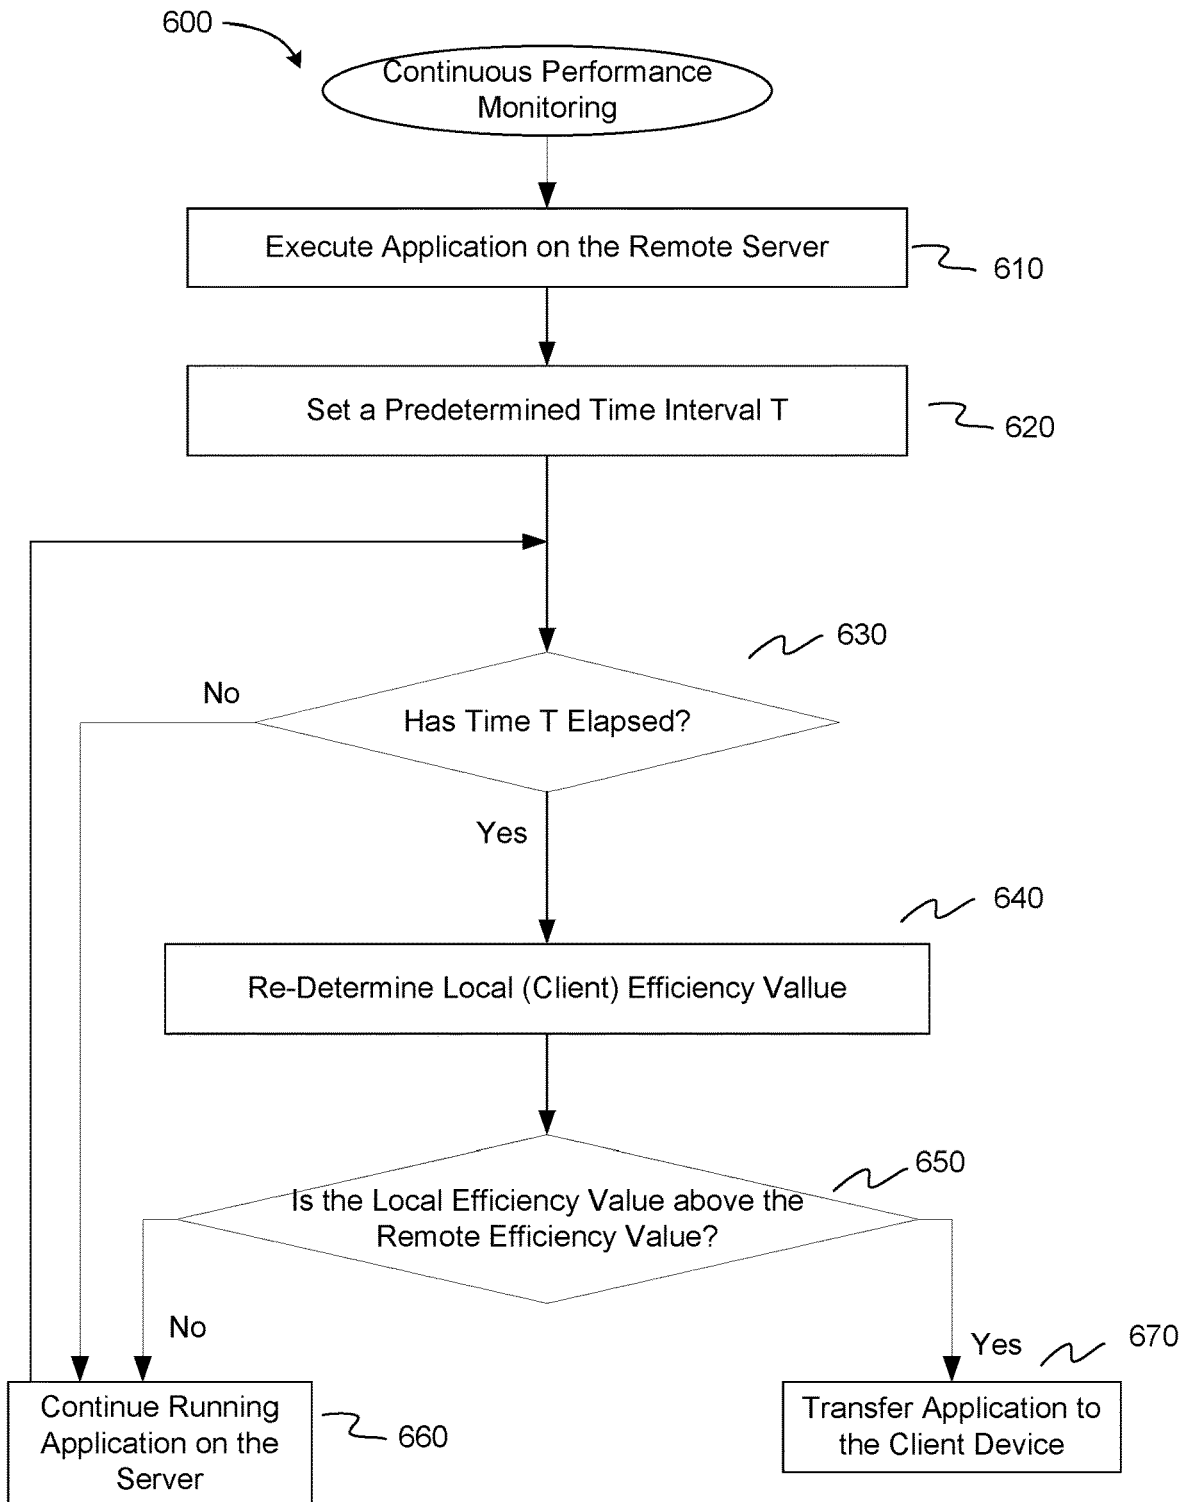 600
Continuous Performance
Monitoring
Execute Application on the Remote Server
610
Set a Predetermined Time Interval T
620
630
No
Has Time T Elapsed?
Yes
640
Re-Determine Local (Client) Efficiency Vallue
650
Is the Local Efficiency Value above the
Remote Efficiency Value?
No
Yes
670
Continue Running
Application on the
Server
660
Transfer Application to
the Client Device